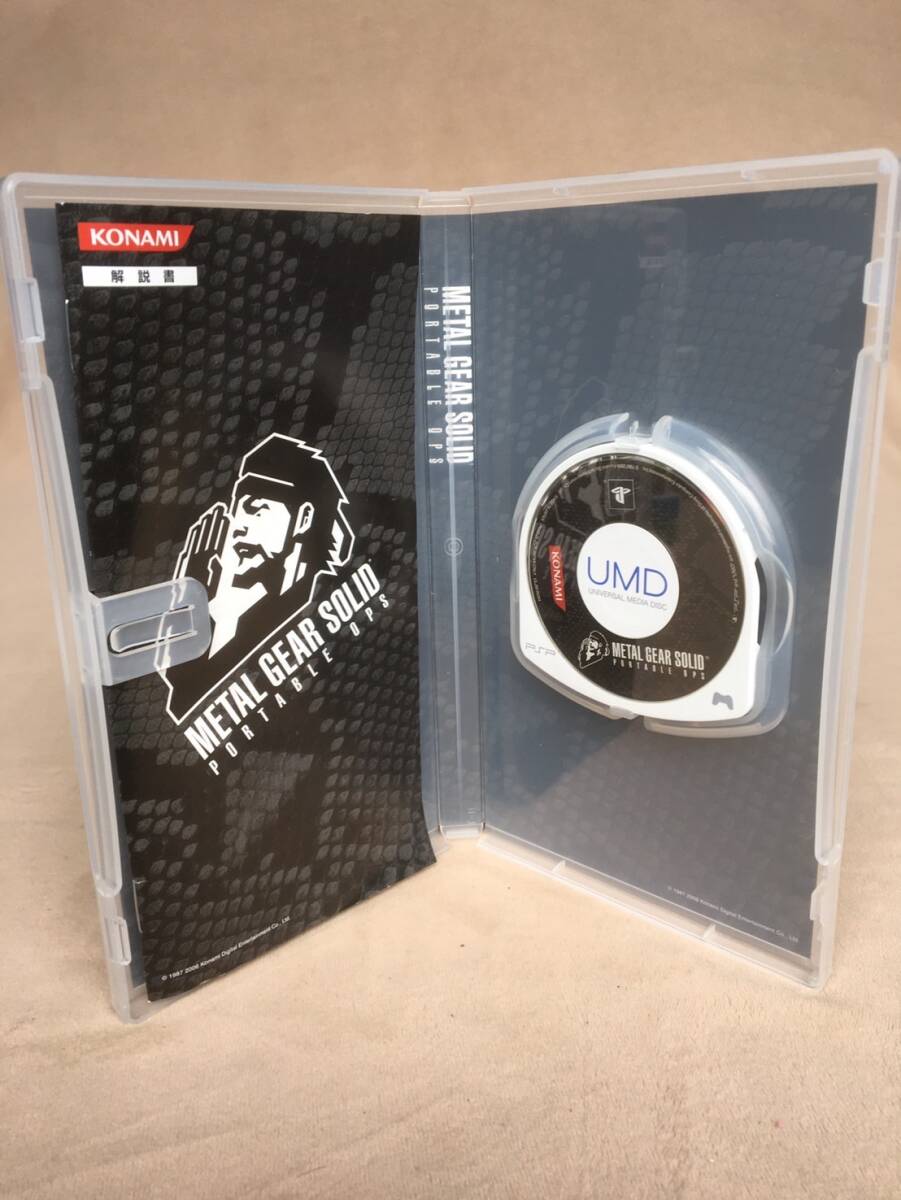 KONAMI
解説書
METAL GEAR SOLID
PORTABLE OPS
© 1987 2006 Konami Digital Entertainment Co., Ltd.
METAL GEAR SOLID
PORTABLE OPS
KONAMI
UMD
UNIVERSAL MEDIA DISC
PSP
METAL GEAR SOLID
PORTABLE OPS
© 1987 2006 Konami Digital Entertainment Co., Ltd.